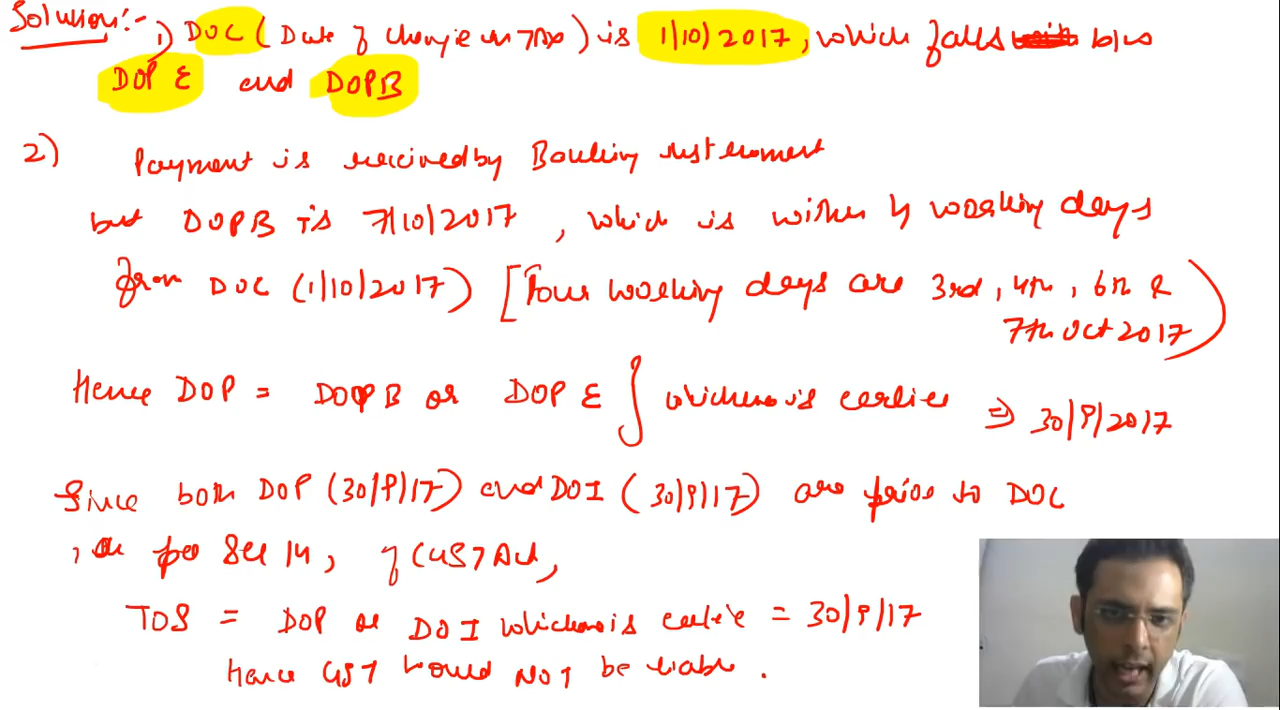 Solution:- 1) DOC (Date of change in Tax) is 1/10/2017, which falls b/w
DOP E and DOPB
2) Payment is received by Banking instrument
but DOPB is 7/10/2017, which is within 4 working days
from DOC (1/10/2017) [Four working days are 3rd, 4th, 6th &
7th Oct 2017)
Hence DOP = DOPB or DOP E } whichever is earlier ⇒ 30/9/2017
Since both DOP (30/9/17) and DOI (30/9/17) are prior to DOC
, as per Sec 14, of CGST Act,
TOS = DOP or DOI whichever is earlier = 30/9/17
Hence GST would NOT be liable.